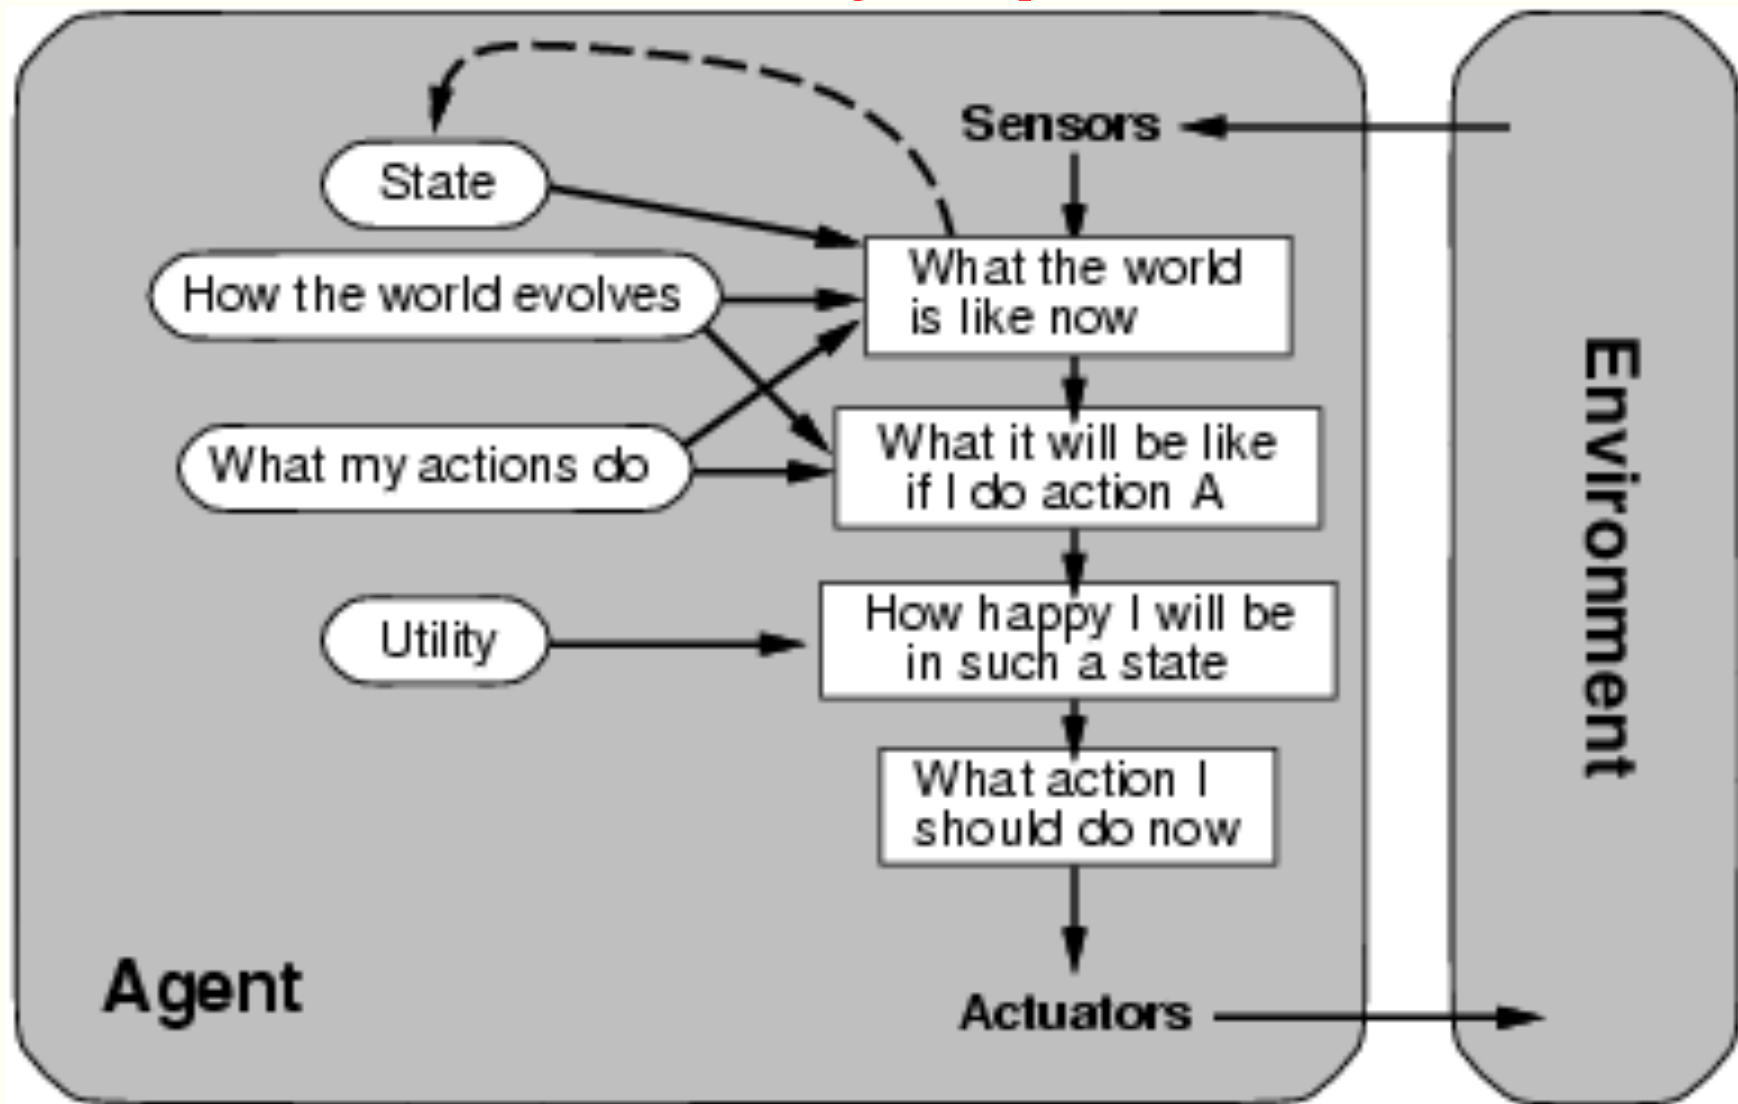 Sensors
State
What the world
is like now
How the world evolves
What it will be like
if I do action A
What my actions do
How happy I will be
in such a state
Utility
What action I
should do now
Agent
Actuators
Environment